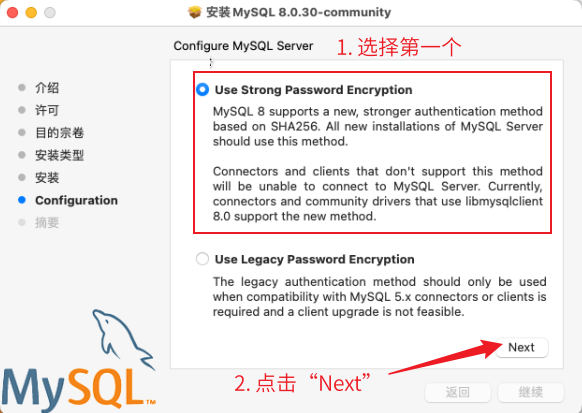 安装 MySQL 8.0.30-community
Configure MySQL Server
1. 选择第一个
介绍
许可
目的宗卷
安装类型
安装
Configuration
摘要
Use Strong Password Encryption
MySQL 8 supports a new, stronger authentication method
based on SHA256. All new installations of MySQL Server
should use this method.
Connectors and clients that don't support this method
will be unable to connect to MySQL Server. Currently,
connectors and community drivers that use libmysqlclient
8.0 support the new method.
Use Legacy Password Encryption
The legacy authentication method should only be used
when compatibility with MySQL 5.x connectors or clients is
required and a client upgrade is not feasible.
Next
2. 点击“Next”
MySQL™
返回
继续